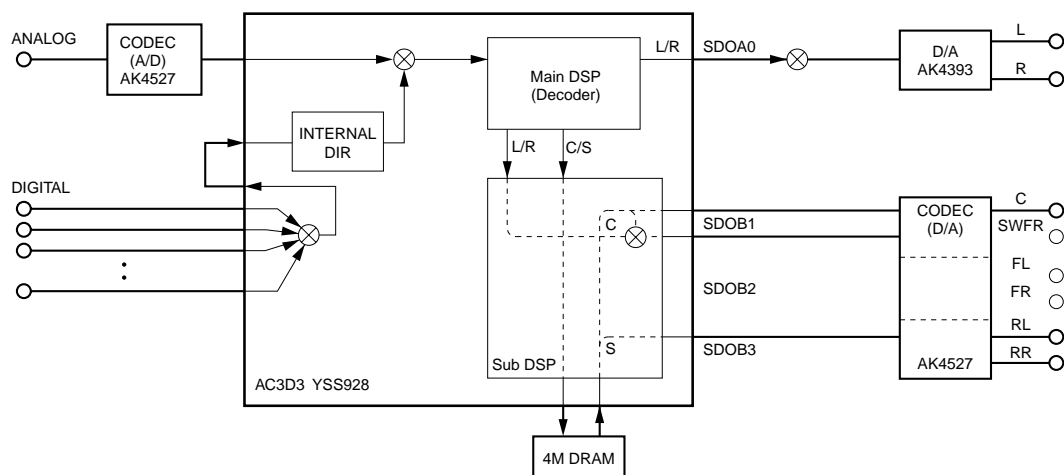 ANALOG
CODEC
(A/D)
AK4527
L/R
SDOA0
D/A
AK4393
L
R
Main DSP
(Decoder)
INTERNAL
DIR
L/R
C/S
DIGITAL
C
SDOB1
CODEC
(D/A)
C
SWFR
:
SDOB2
FL
FR
S
SDOB3
RL
RR
Sub DSP
AK4527
AC3D3 YSS928
4M DRAM